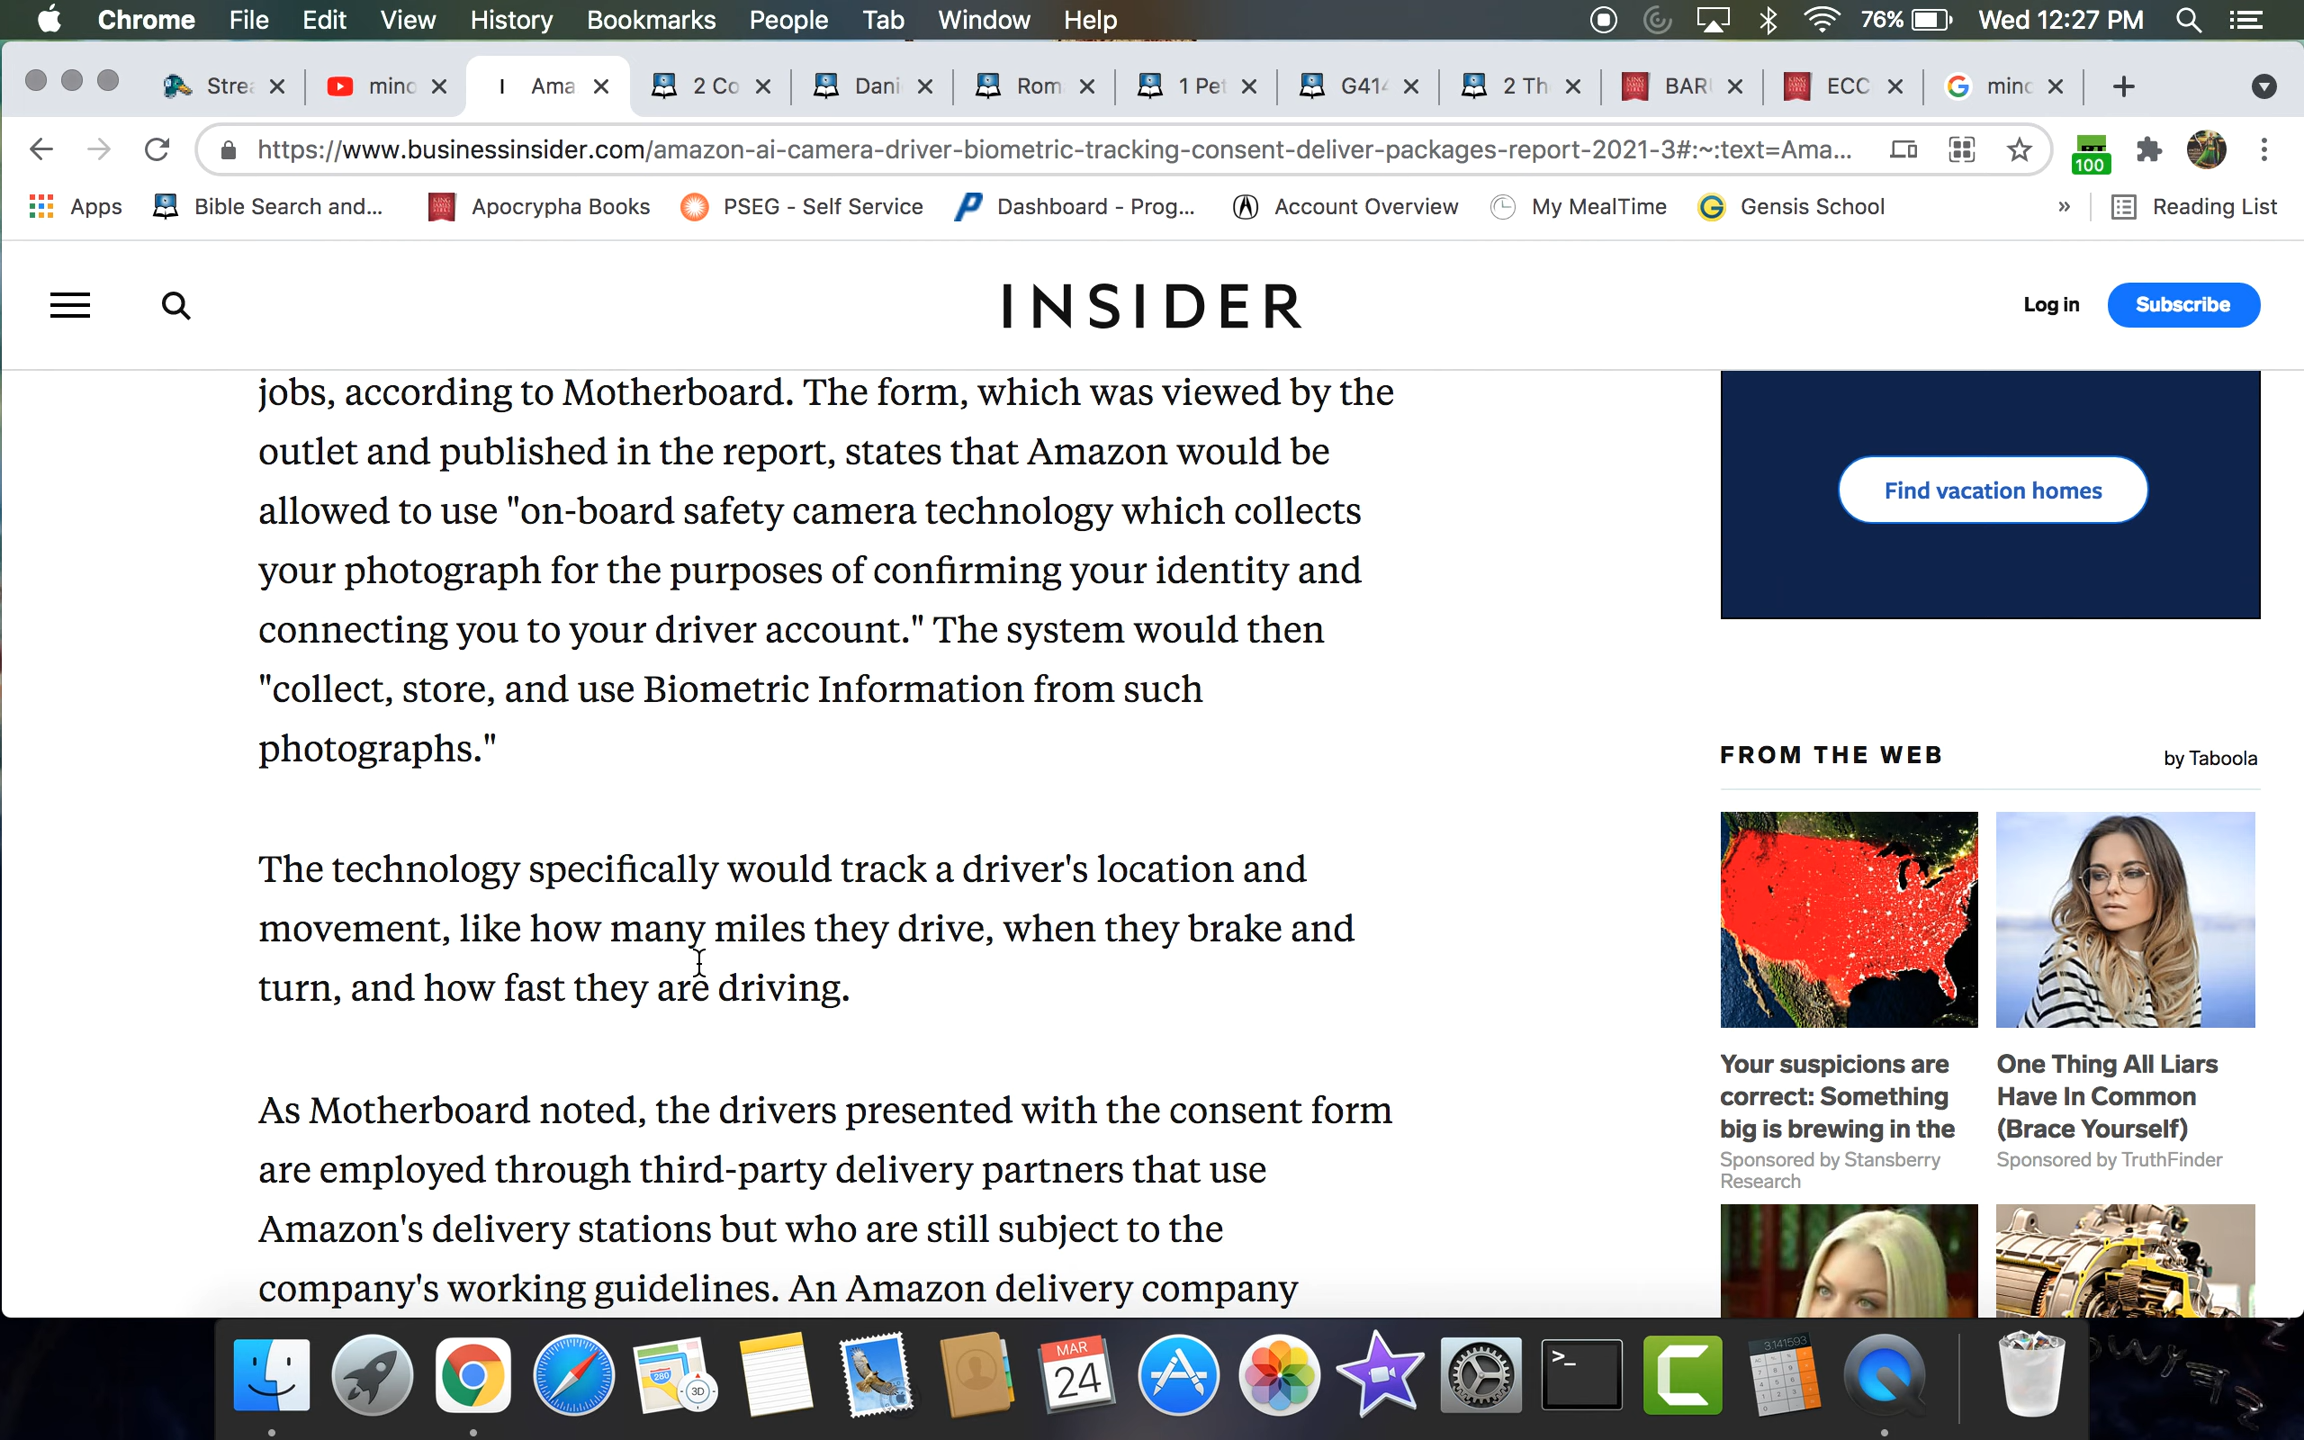 Chrome File Edit View History Bookmarks People Tab Window Help 76% Wed 12:27 PM
Strea minc I Ama 2 Co Dani Rom 1 Pet G414 2 Th BAR ECC minc
https://www.businessinsider.com/amazon-ai-camera-driver-biometric-tracking-consent-deliver-packages-report-2021-3#:~:text=Ama... 100
Apps Bible Search and... Apocrypha Books PSEG - Self Service Dashboard - Prog... Account Overview My MealTime Gensis School » Reading List
INSIDER
Log in Subscribe
jobs, according to Motherboard. The form, which was viewed by the
outlet and published in the report, states that Amazon would be
allowed to use "on-board safety camera technology which collects
your photograph for the purposes of confirming your identity and
connecting you to your driver account." The system would then
"collect, store, and use Biometric Information from such
photographs."
The technology specifically would track a driver's location and
movement, like how many miles they drive, when they brake and
turn, and how fast they are driving.
As Motherboard noted, the drivers presented with the consent form
are employed through third-party delivery partners that use
Amazon's delivery stations but who are still subject to the
company's working guidelines. An Amazon delivery company
Find vacation homes
FROM THE WEB by Taboola
Your suspicions are
correct: Something
big is brewing in the
Sponsored by Stansberry
Research
One Thing All Liars
Have In Common
(Brace Yourself)
Sponsored by TruthFinder
280
3D
MAR
24
>_
3.141593